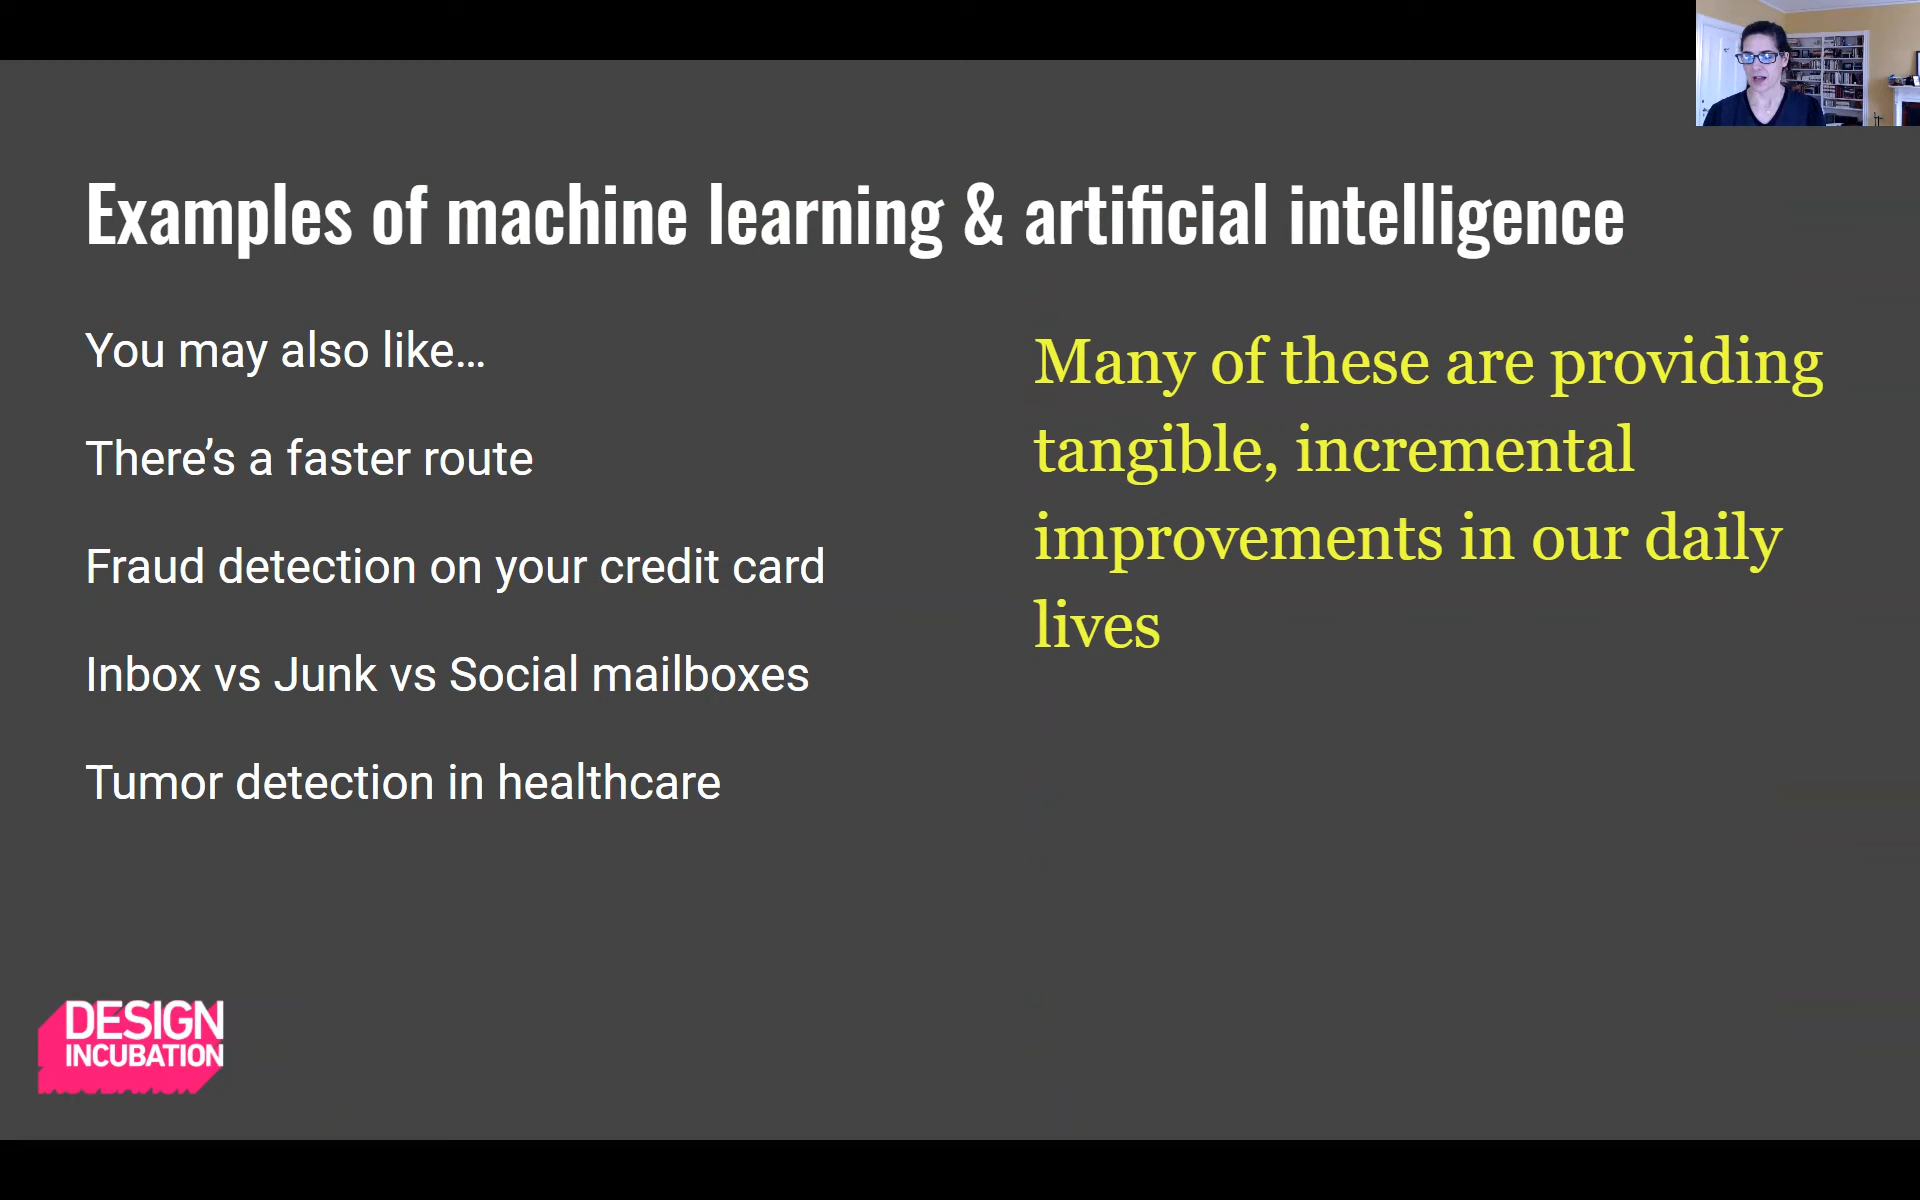 Examples of machine learning & artificial intelligence
You may also like…
There’s a faster route
Fraud detection on your credit card
Inbox vs Junk vs Social mailboxes
Tumor detection in healthcare
Many of these are providing
tangible, incremental
improvements in our daily
lives
DESIGN
INCUBATION